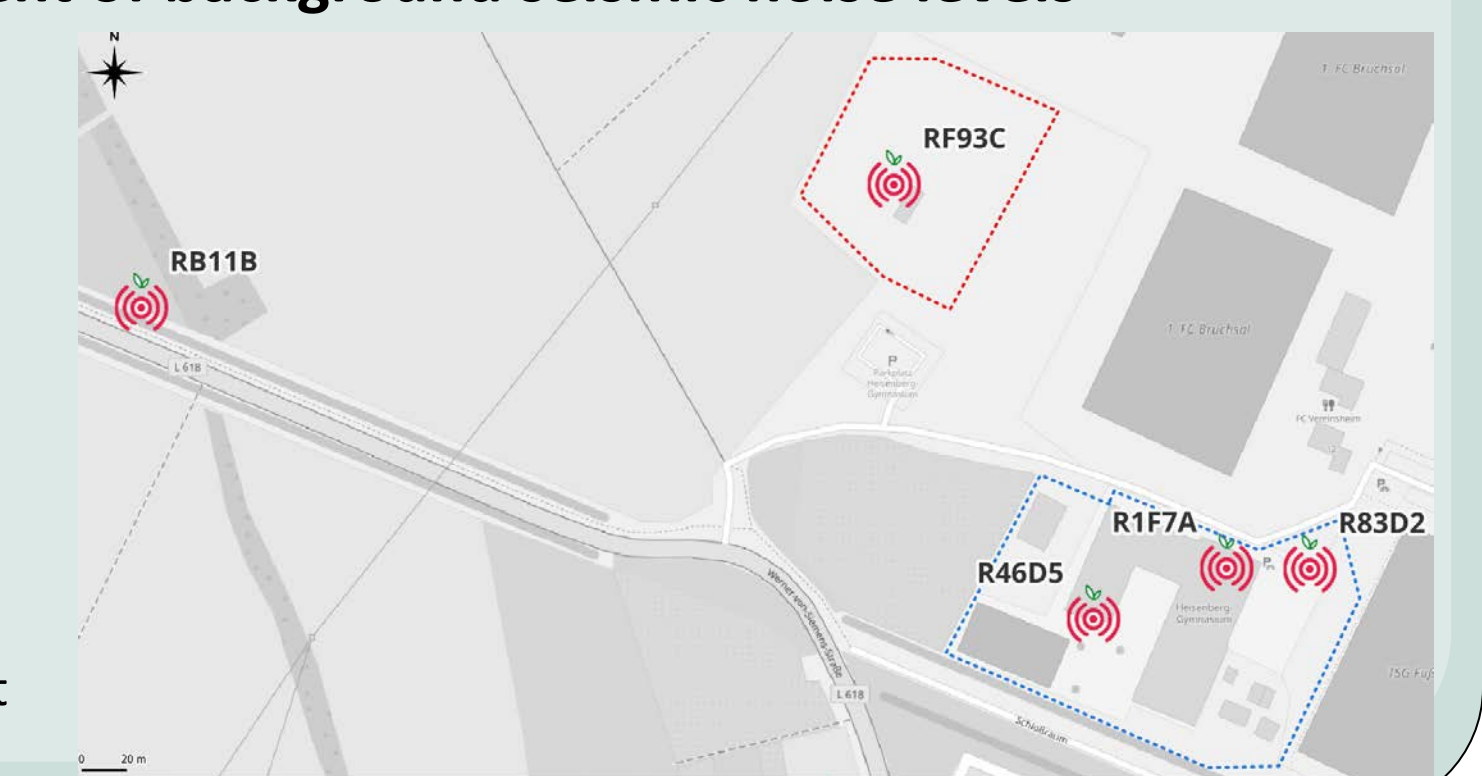 ent of background seismic noise levels
N
1. FC Bruchsal
RF93C
RB11B
1. FC Bruchsal
L 618
P
Parkplatz
Heisenberg-
Gymnasium
FC Vereinsheim
12
P
R1F7A
R83D2
R46D5
P
Heisenberg-
Gymnasium
Werner-von-Siemens-Straße
TSG Fuß
t
L 618
Schloßraum
0 20 m